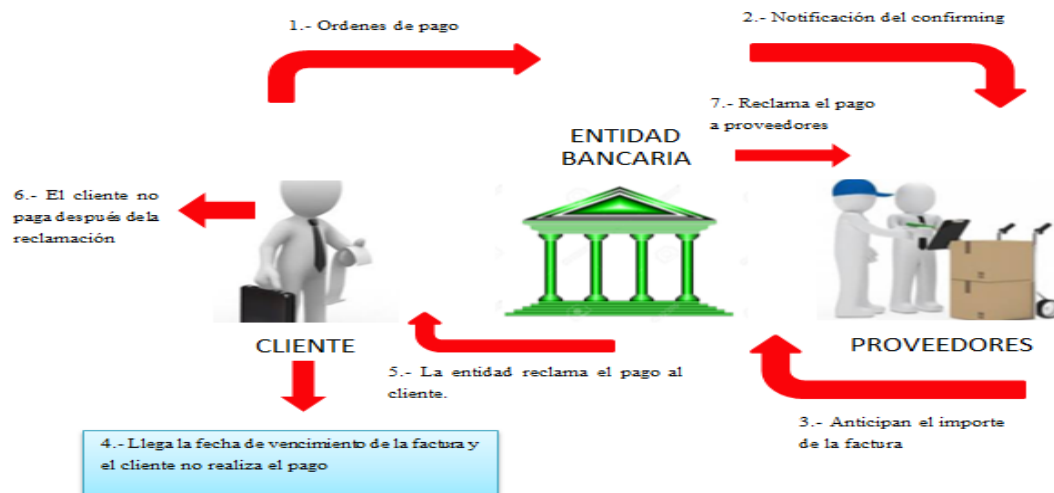 1.- Ordenes de pago
2.- Notificación del confirming
7.- Reclama el pago
a proveedores
ENTIDAD
BANCARIA
6.- El cliente no
paga después de la
reclamación
CLIENTE
PROVEEDORES
5.- La entidad reclama el pago al
cliente.
3.- Anticipan el importe
de la factura
4.- Llega la fecha de vencimiento de la factura y
el cliente no realiza el pago